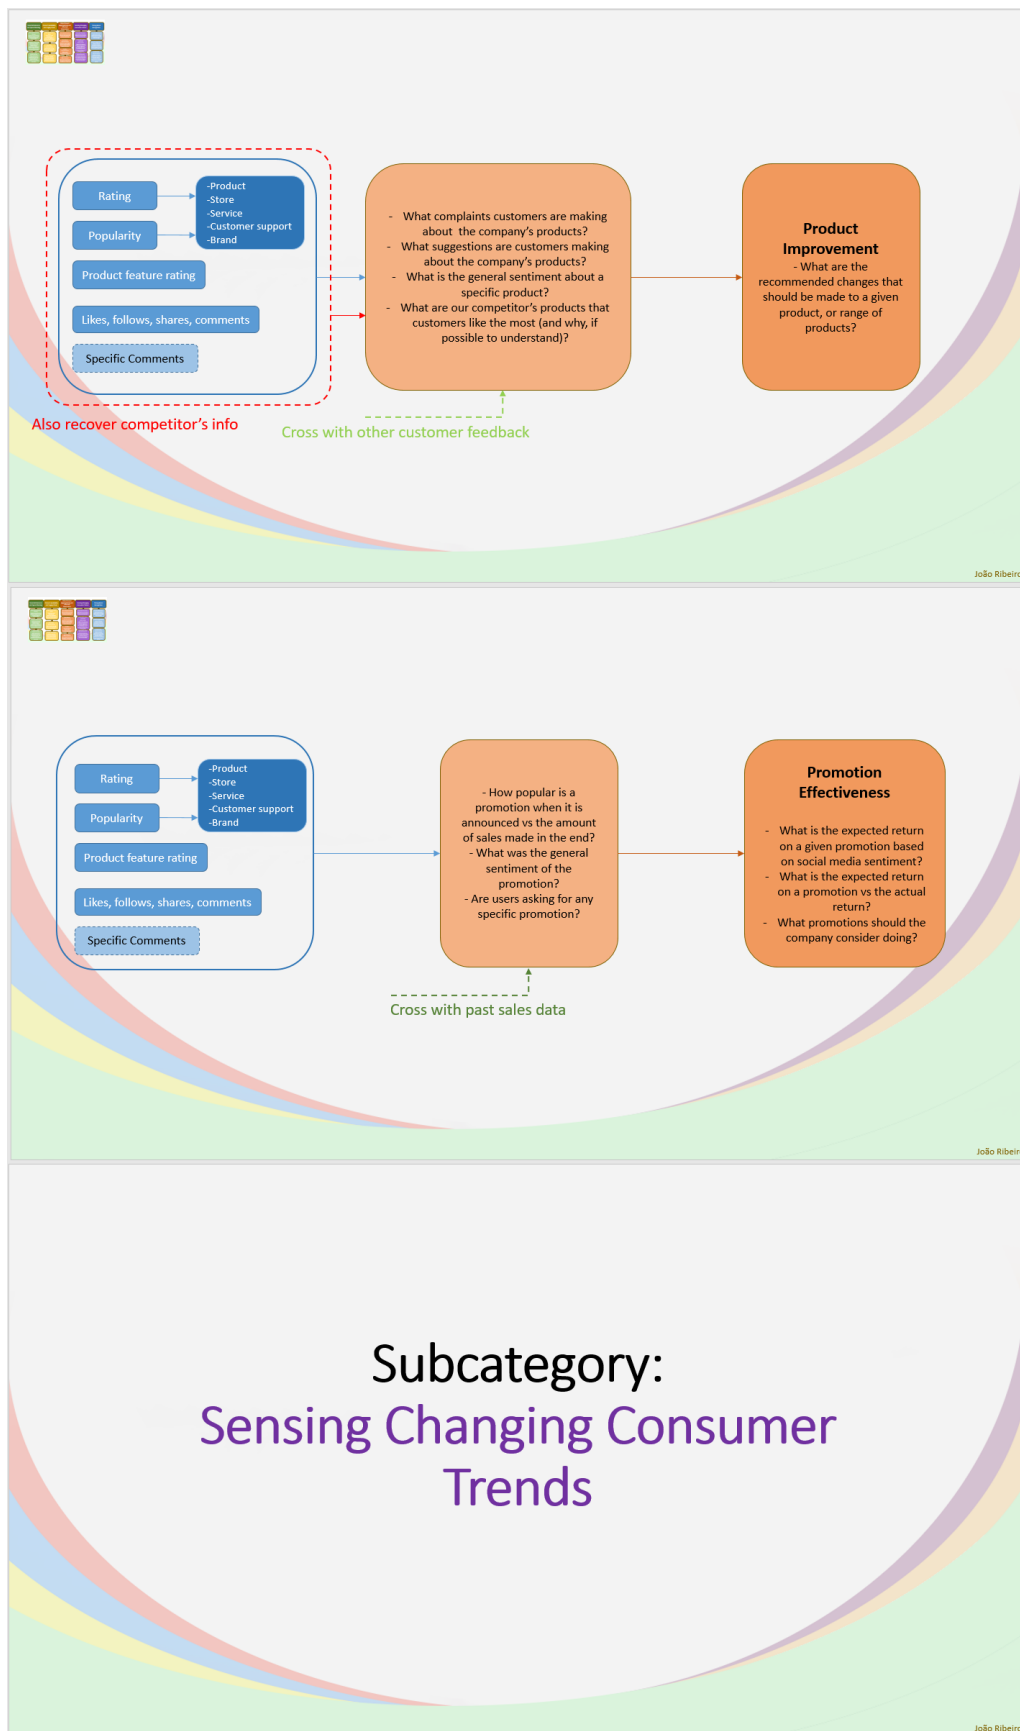 Rating
Popularity
-Product
-Store
-Service
-Customer support
-Brand
Product feature rating
Likes, follows, shares, comments
Specific Comments
Also recover competitor's info
- What complaints customers are making
about the company's products?
- What suggestions are customers making
about the company's products?
- What is the general sentiment about a
specific product?
- What are our competitor's products that
customers like the most (and why, if
possible to understand)?
Cross with other customer feedback
Product
Improvement
- What are the
recommended changes that
should be made to a given
product, or range of
products?
João Ribeiro
Rating
Popularity
-Product
-Store
-Service
-Customer support
-Brand
Product feature rating
Likes, follows, shares, comments
Specific Comments
- How popular is a
promotion when it is
announced vs the amount
of sales made in the end?
- What was the general
sentiment of the
promotion?
- Are users asking for any
specific promotion?
Cross with past sales data
Promotion
Effectiveness
- What is the expected return
on a given promotion based
on social media sentiment?
- What is the expected return
on a promotion vs the actual
return?
- What promotions should the
company consider doing?
João Ribeiro
Subcategory:
Sensing Changing Consumer
Trends
João Ribeiro